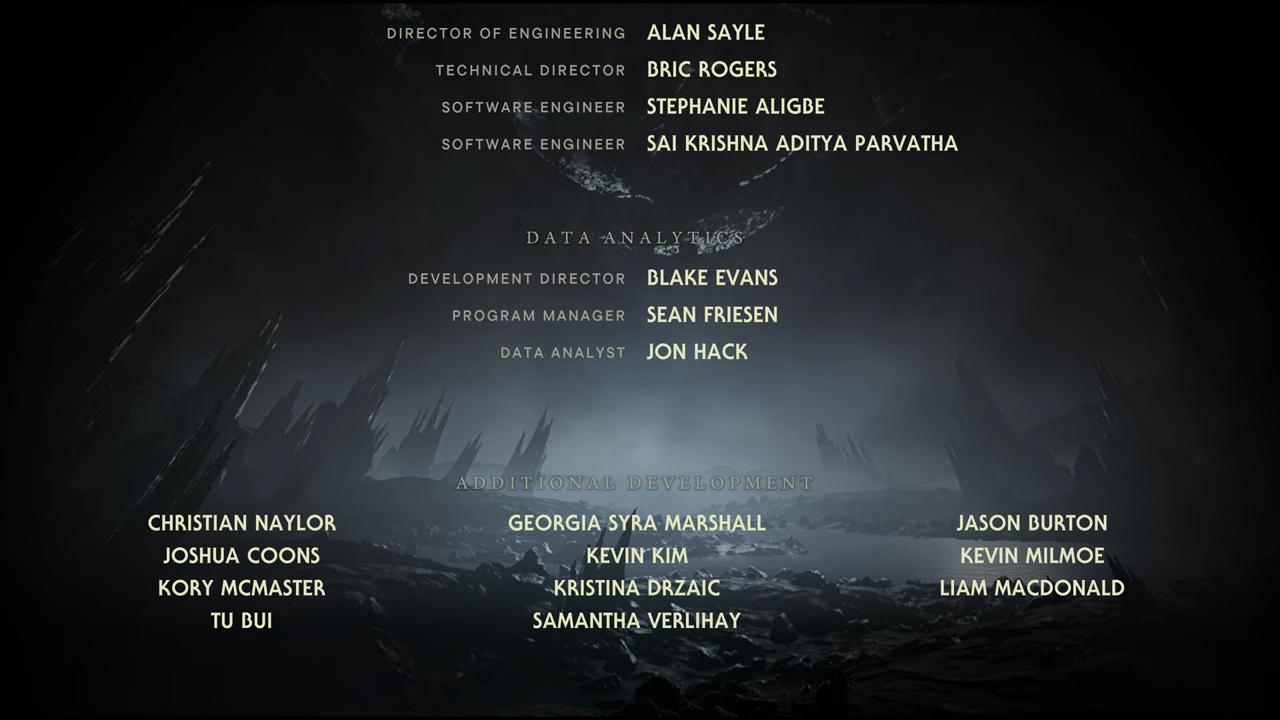 DIRECTOR OF ENGINEERING ALAN SAYLE
TECHNICAL DIRECTOR BRIC ROGERS
SOFTWARE ENGINEER STEPHANIE ALIGBE
SOFTWARE ENGINEER SAI KRISHNA ADITYA PARVATHA
DATA ANALYTICS
DEVELOPMENT DIRECTOR BLAKE EVANS
PROGRAM MANAGER SEAN FRIESEN
DATA ANALYST JON HACK
ADDITIONAL DEVELOPMENT
CHRISTIAN NAYLOR GEORGIA SYRA MARSHALL JASON BURTON
JOSHUA COONS KEVIN KIM KEVIN MILMOE
KORY MCMASTER KRISTINA DRZAIC LIAM MACDONALD
TU BUI SAMANTHA VERLIHAY